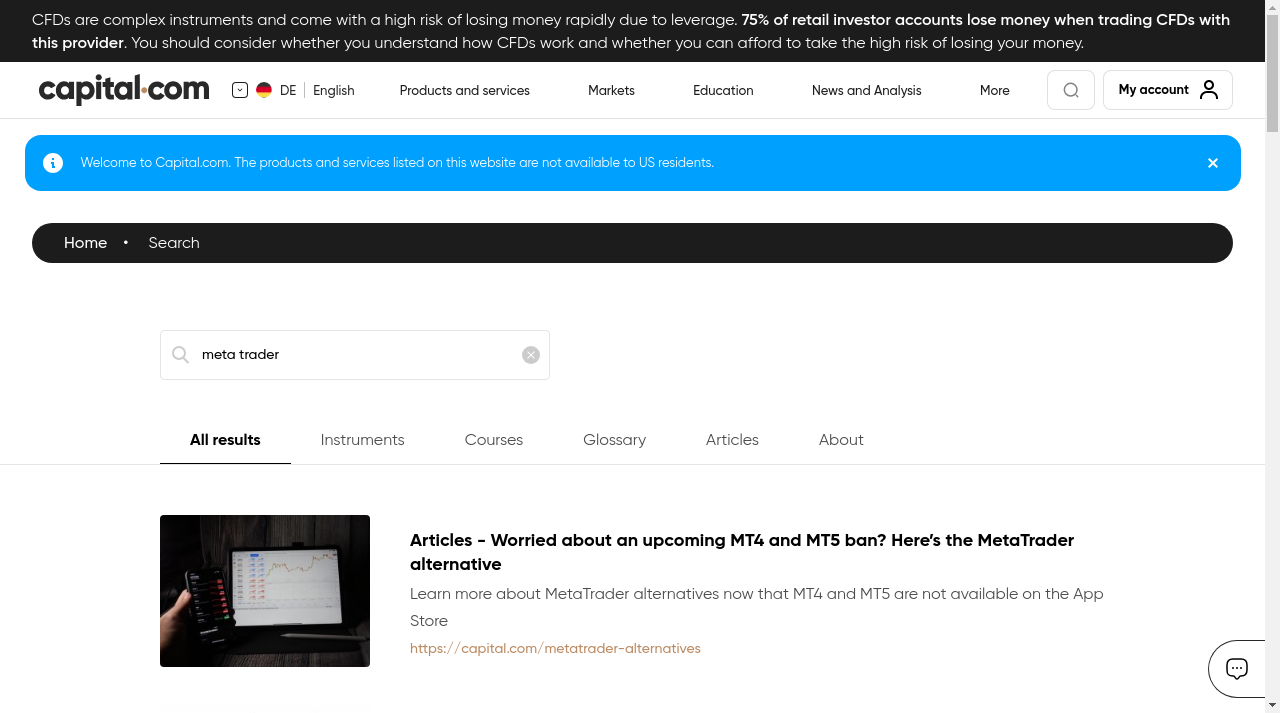 CFDs are complex instruments and come with a high risk of losing money rapidly due to leverage. 75% of retail investor accounts lose money when trading CFDs with
this provider. You should consider whether you understand how CFDs work and whether you can afford to take the high risk of losing your money.
capital.com DE English Products and services Markets Education News and Analysis More My account
Welcome to Capital.com. The products and services listed on this website are not available to US residents.
Home • Search
meta trader
All results Instruments Courses Glossary Articles About
Articles - Worried about an upcoming MT4 and MT5 ban? Here’s the MetaTrader
alternative
Learn more about MetaTrader alternatives now that MT4 and MT5 are not available on the App
Store
https://capital.com/metatrader-alternatives